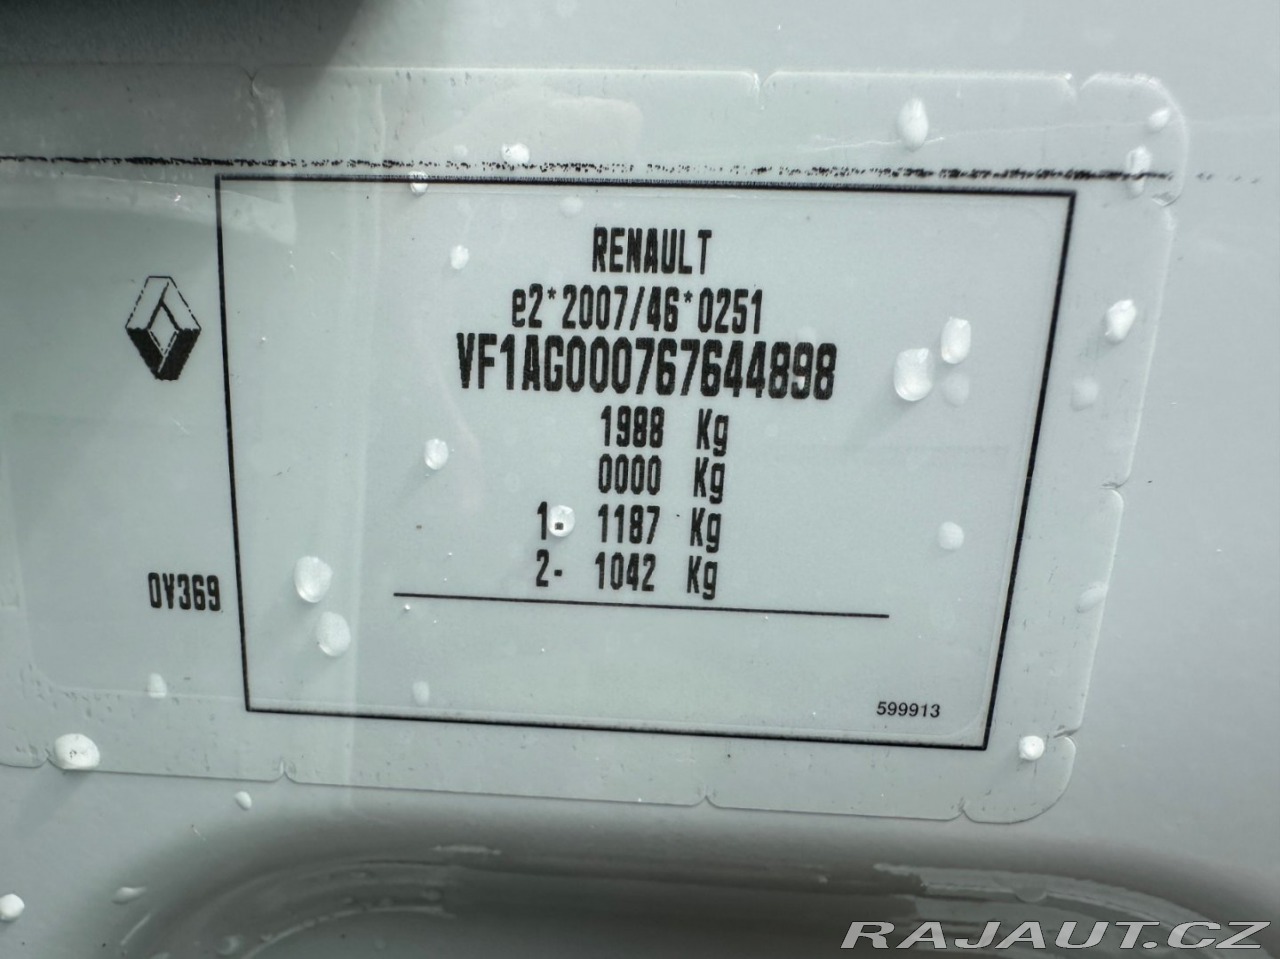 RENAULT
e2*2007/46*0251
VF1AG000767644898
1988 Kg
0000 Kg
1- 1187 Kg
2- 1042 Kg
0V369
599913
RAJAUT.CZ